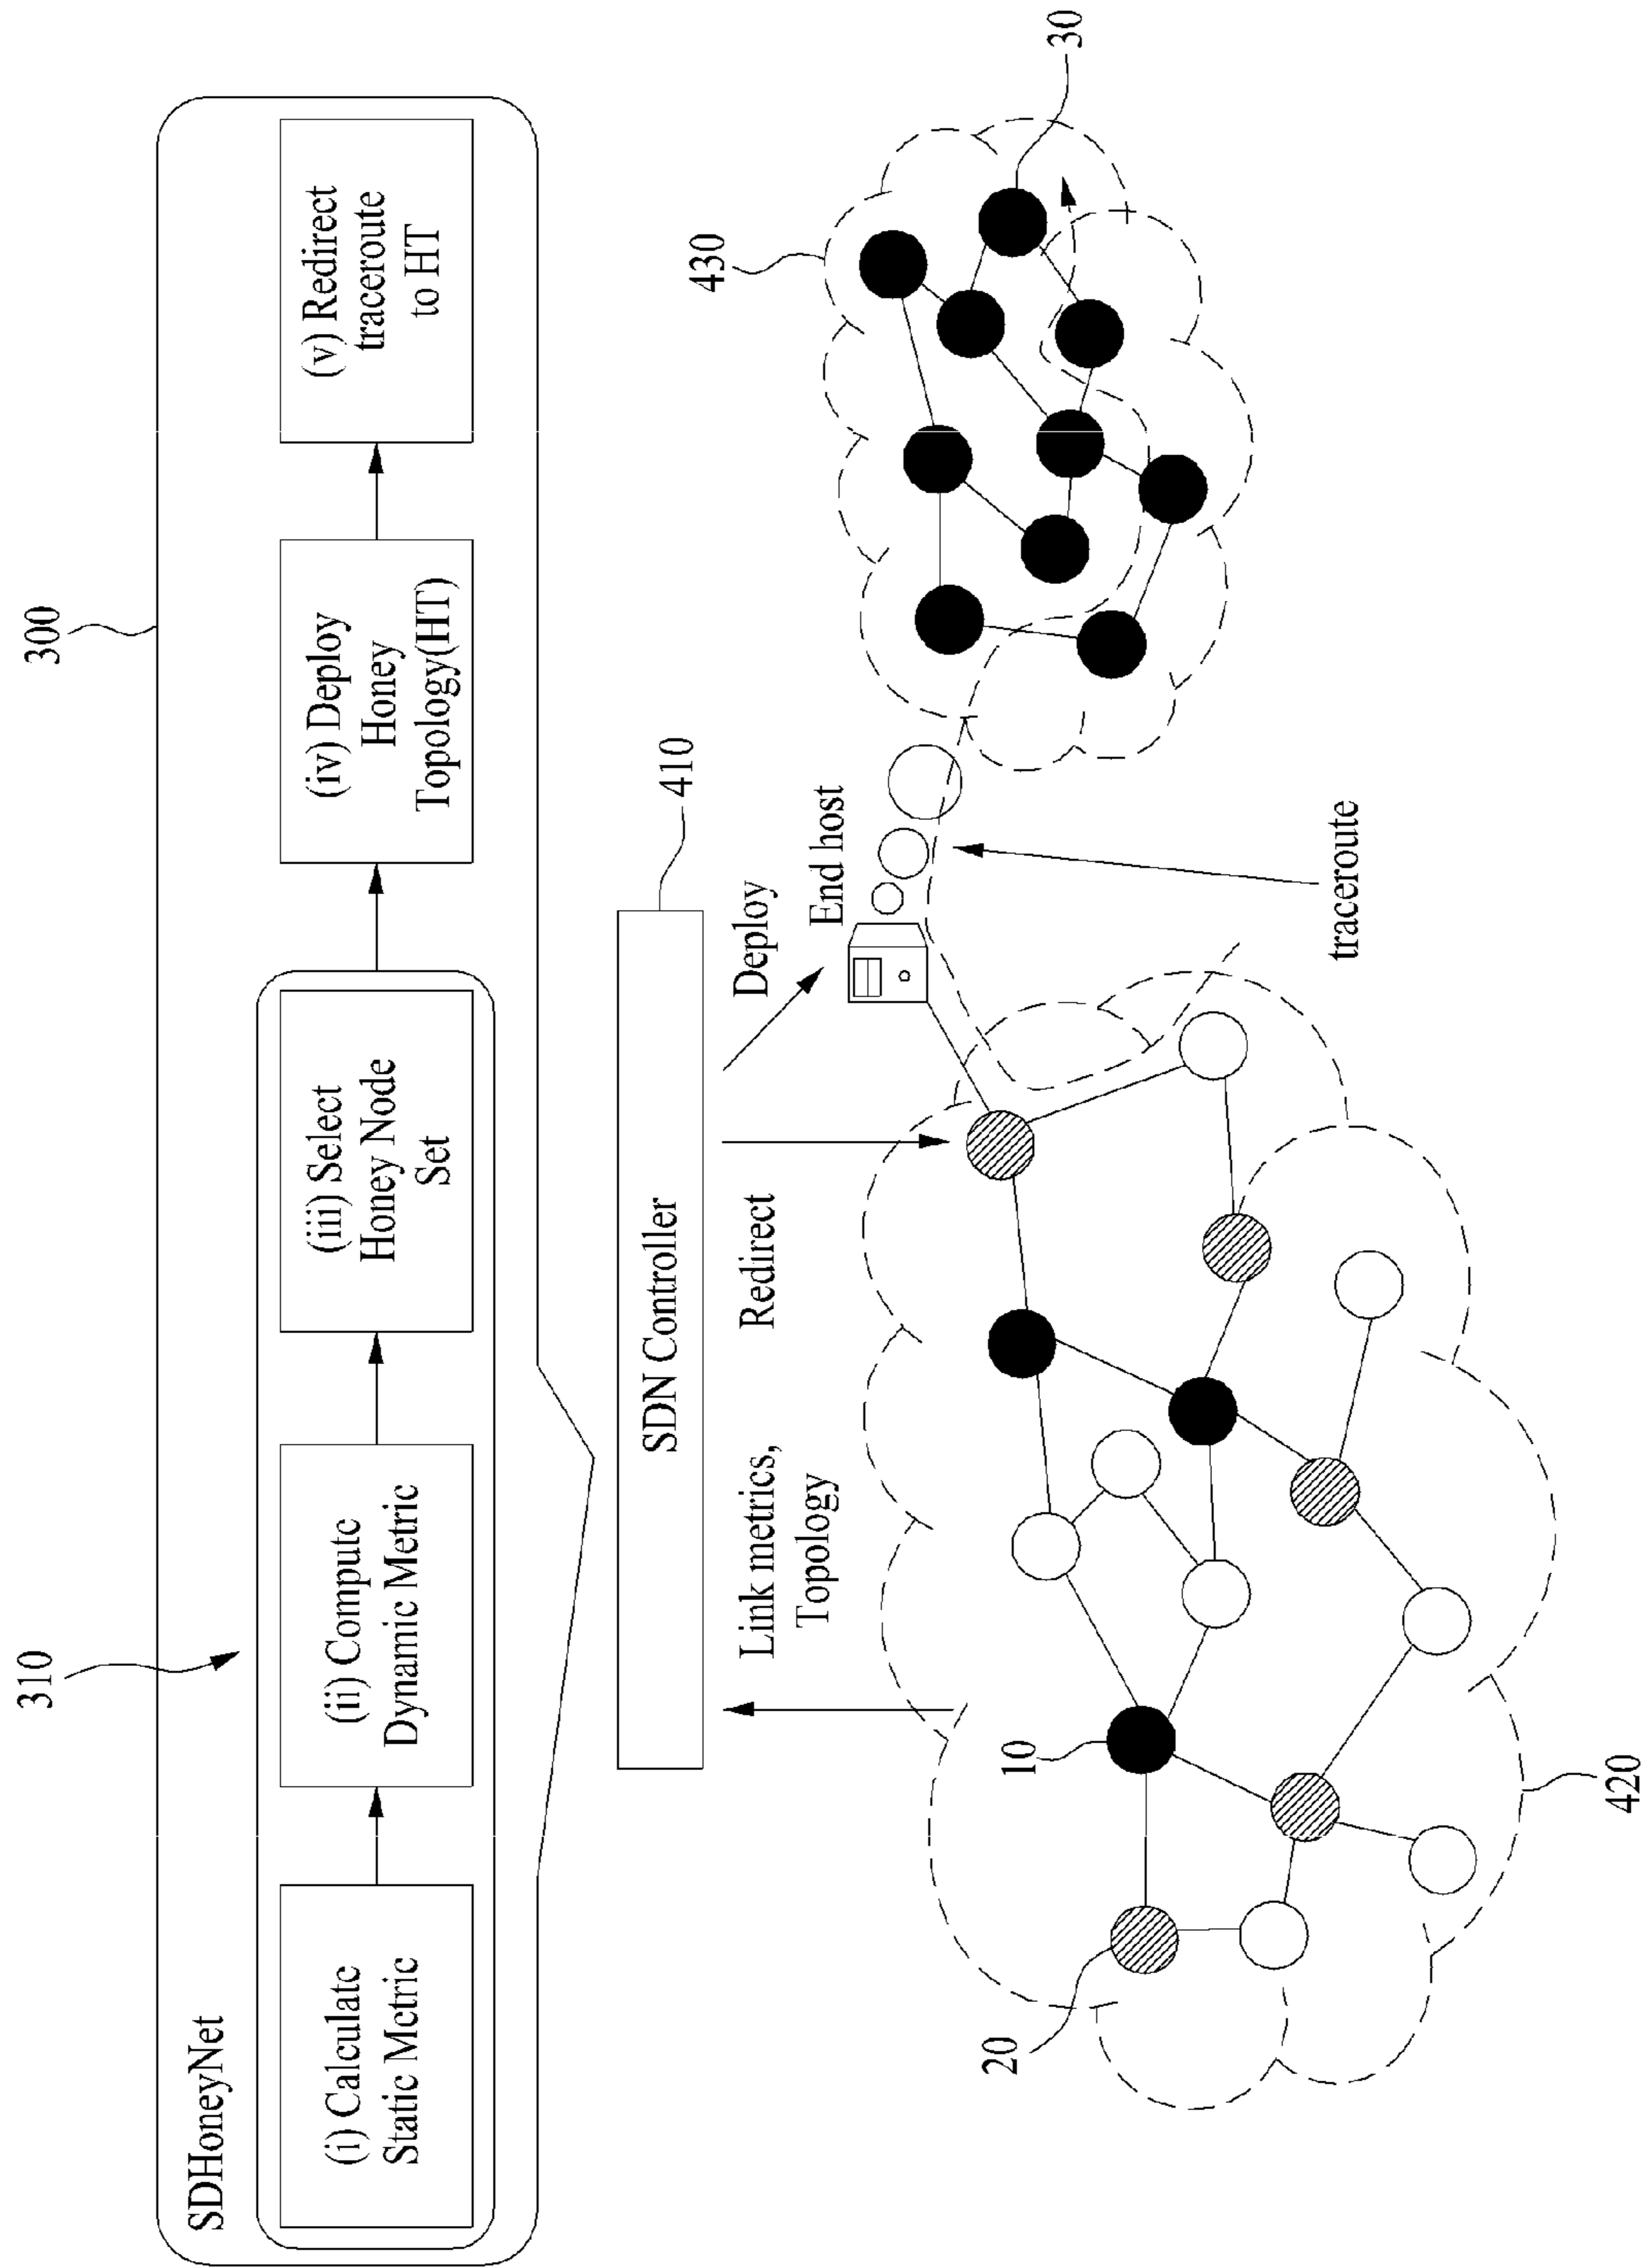 300
310
SDHoneyNet
(i) Calculate
Static Metric
(ii) Compute
Dynamic Metric
(iii) Select
Honey Node
Set
(iv) Deploy
Honey
Topology(HT)
(v) Redirect
traceroute
to HT
SDN Controller
410
Link metrics,
Topology
Redirect
Deploy
End host
430
30
10
20
traceroute
420